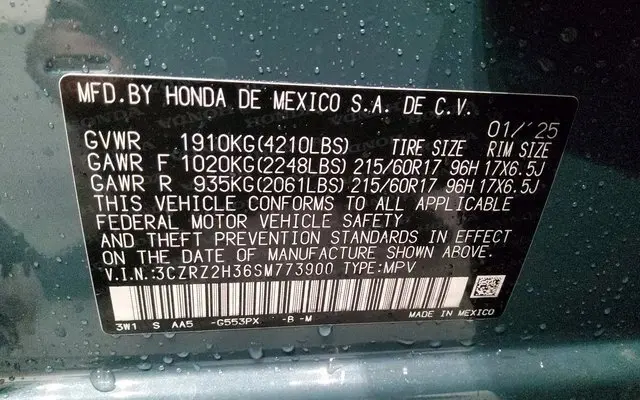 MFD.BY HONDA DE MEXICO S.A. DE C.V.
01/'25
GVWR 1910KG(4210LBS) TIRE SIZE RIM SIZE
GAWR F 1020KG(2248LBS) 215/60R17 96H 17X6.5J
GAWR R 935KG(2061LBS) 215/60R17 96H 17X6.5J
THIS VEHICLE CONFORMS TO ALL APPLICABLE
FEDERAL MOTOR VEHICLE SAFETY
AND THEFT PREVENTION STANDARDS IN EFFECT
ON THE DATE OF MANUFACTURE SHOWN ABOVE.
V.I.N.:3CZRZ2H36SM773900 TYPE:MPV
3W1 S AA5 -G553PX -B -M MADE IN MEXICO